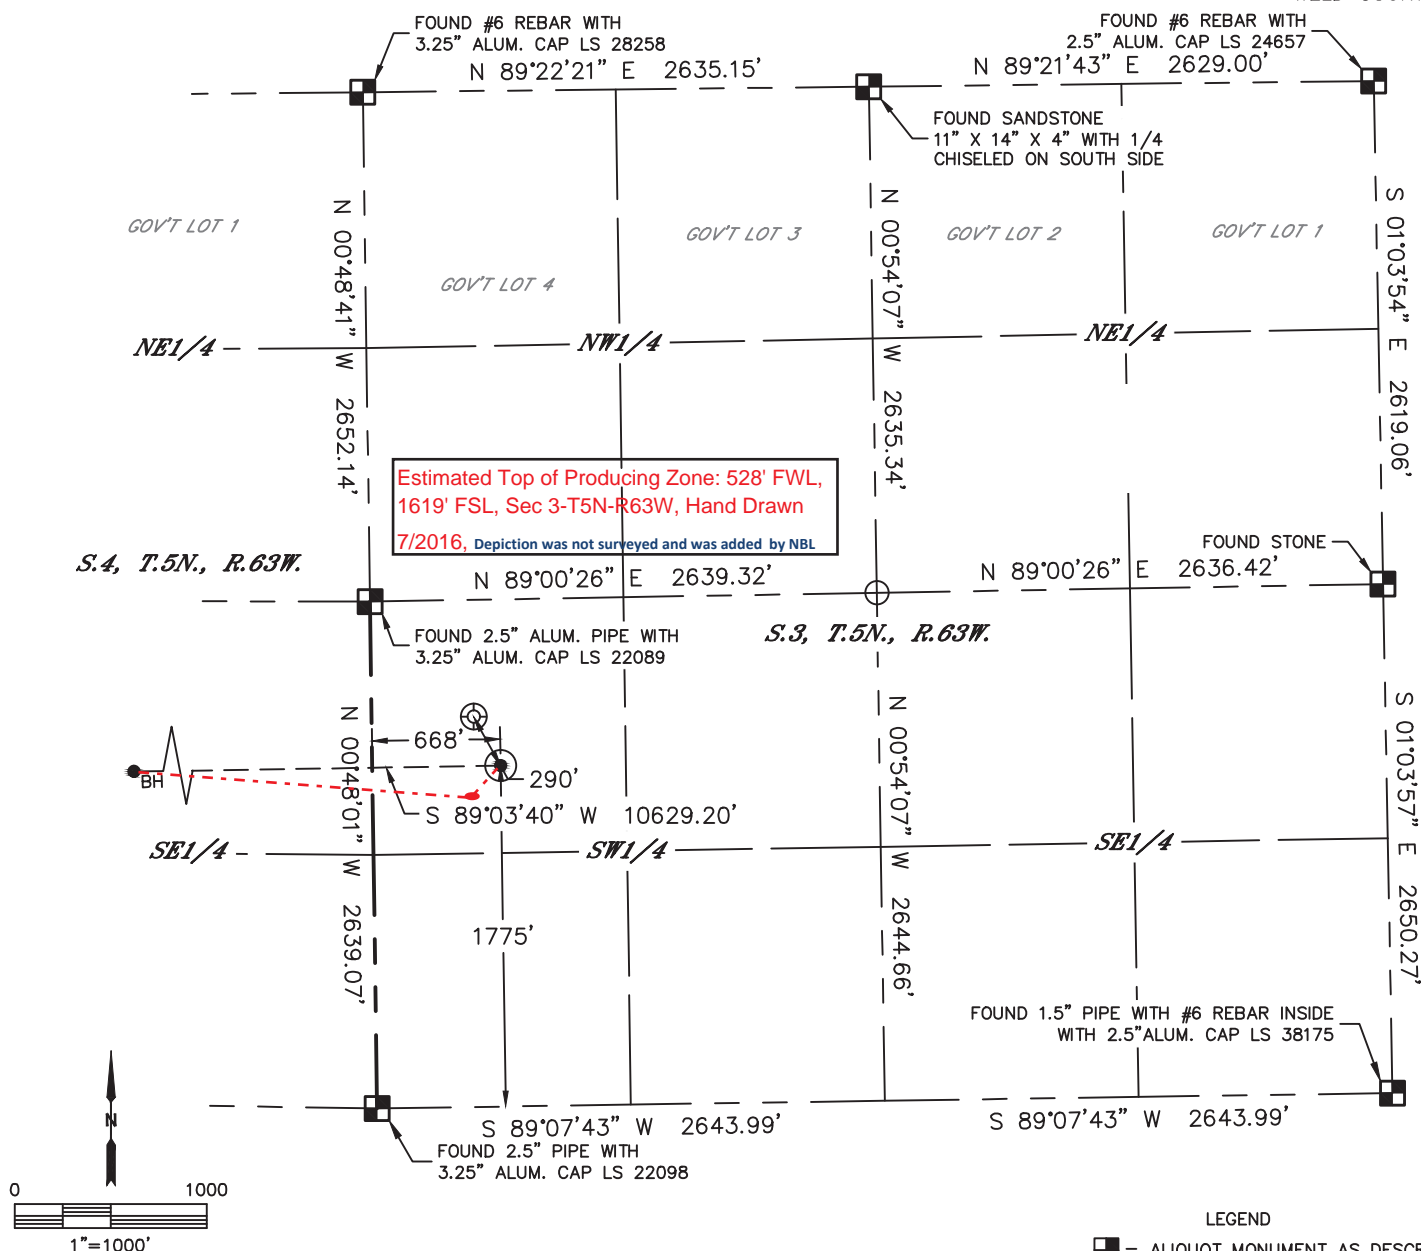 FOUND #6 REBAR WITH
3.25" ALUM. CAP LS 28258
FOUND #6 REBAR WITH
2.5" ALUM. CAP LS 24657
N 89°22'21" E 2635.15'
N 89°21'43" E 2629.00'
FOUND SANDSTONE
11" X 14" X 4" WITH 1/4
CHISELED ON SOUTH SIDE
GOV'T LOT 1
GOV'T LOT 4
GOV'T LOT 3
GOV'T LOT 2
GOV'T LOT 1
N 00°48'41" W 2652.14'
N 00°54'07" W 2635.34'
S 01°03'54" E 2619.06'
NE1/4
NW1/4
NE1/4
Estimated Top of Producing Zone: 528' FWL,
1619' FSL, Sec 3-T5N-R63W, Hand Drawn
7/2016, Depiction was not surveyed and was added by NBL
S.4, T.5N., R.63W.
N 89°00'26" E 2639.32'
N 89°00'26" E 2636.42'
FOUND STONE
FOUND 2.5" ALUM. PIPE WITH
3.25" ALUM. CAP LS 22089
S.3, T.5N., R.63W.
N 00°48'01" W 2639.07'
N 00°54'07" W 2644.66'
S 01°03'57" E 2650.27'
668'
BH
290'
S 89°03'40" W 10629.20'
SE1/4
SW1/4
SE1/4
1775'
FOUND 1.5" PIPE WITH #6 REBAR INSIDE
WITH 2.5"ALUM. CAP LS 38175
N
S 89°07'43" W 2643.99'
S 89°07'43" W 2643.99'
FOUND 2.5" PIPE WITH
3.25" ALUM. CAP LS 22098
0 1000
1"=1000'
LEGEND
= ALIQUOT MONUMENT AS